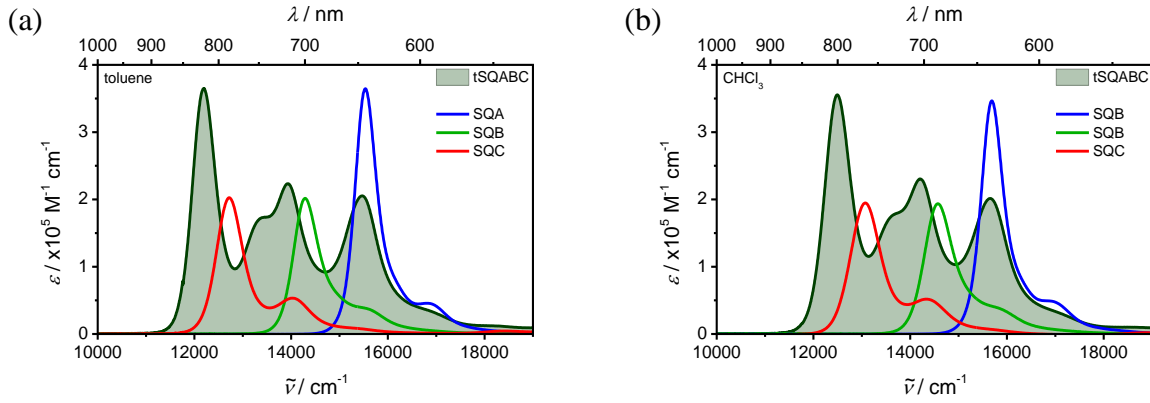 (a)
λ / nm
1000 900 800 700 600
4
3
2
1
0
ε / x10⁵ M⁻¹ cm⁻¹
toluene
tSQABC
SQA
SQB
SQC
10000 12000 14000 16000 18000
ṽ / cm⁻¹
(b)
λ / nm
1000 900 800 700 600
4
3
2
1
0
ε / x10⁵ M⁻¹ cm⁻¹
CHCl₃
tSQABC
SQB
SQB
SQC
10000 12000 14000 16000 18000
ṽ / cm⁻¹